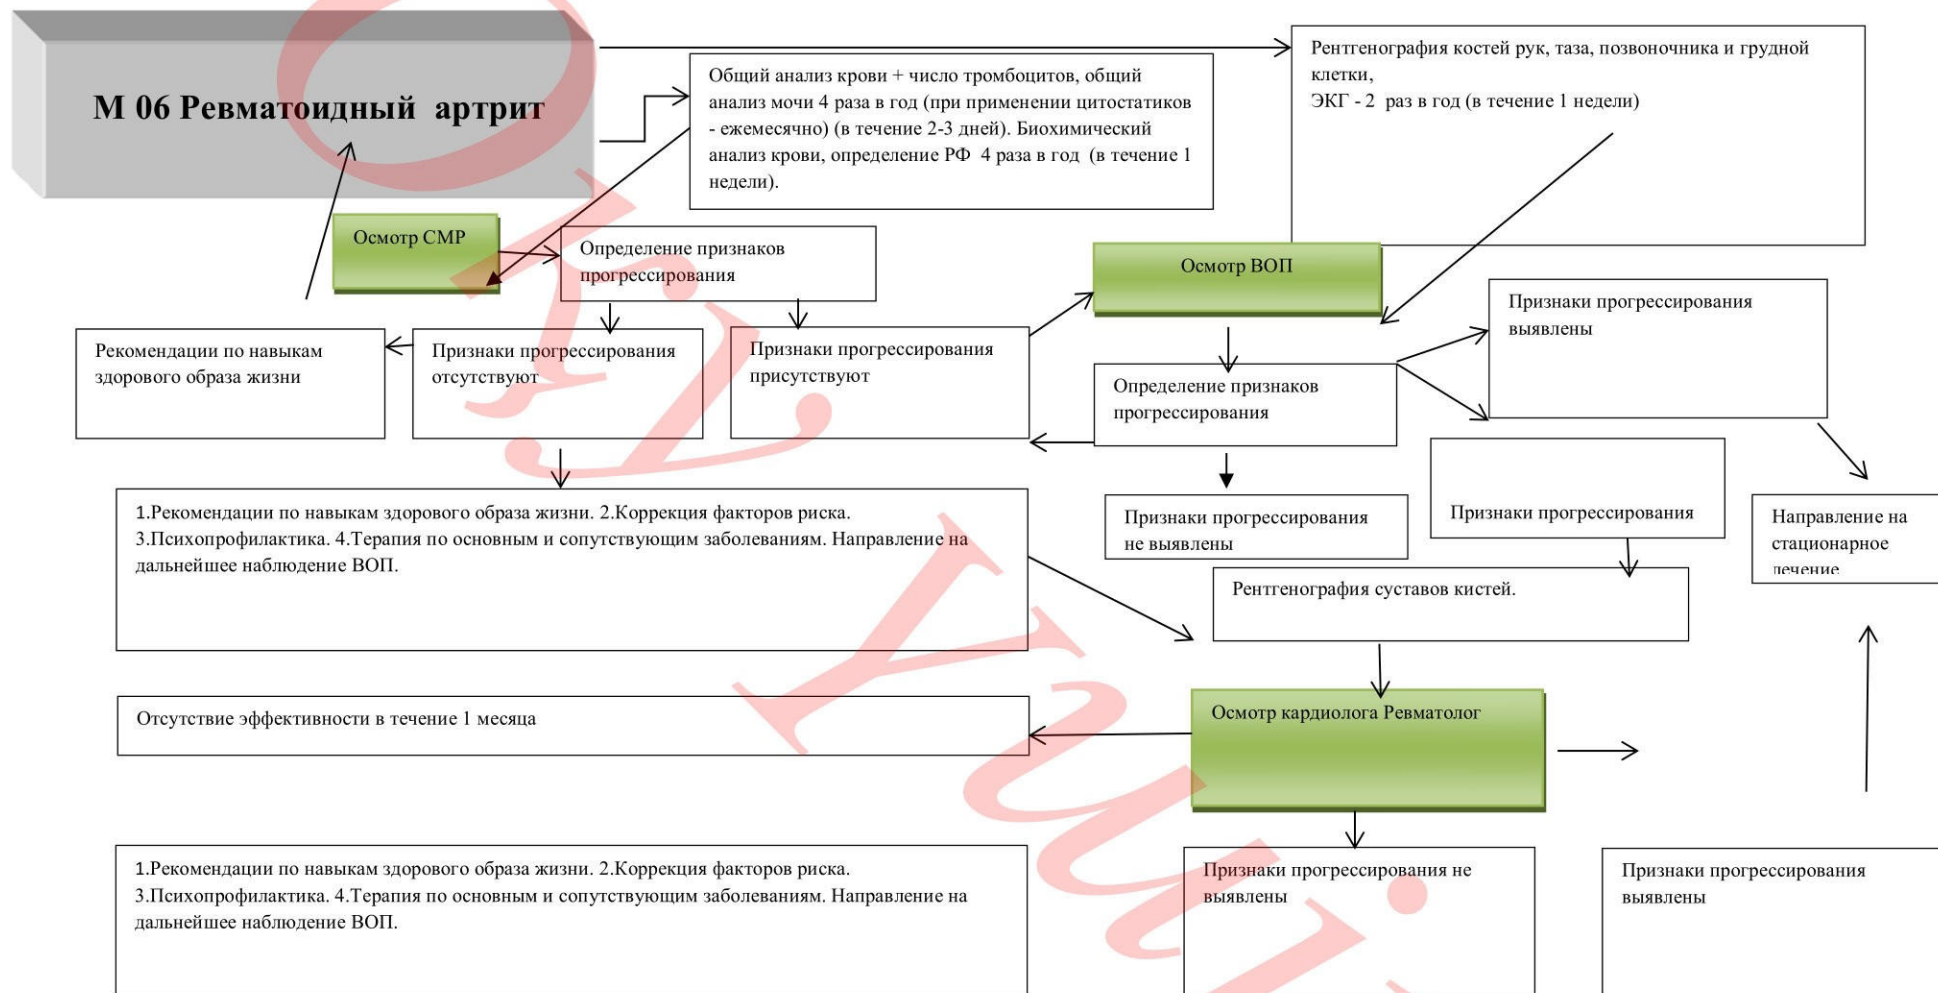 М 06 Ревматоидный артрит
Общий анализ крови + число тромбоцитов, общий
анализ мочи 4 раза в год (при применении цитостатиков
- ежемесячно) (в течение 2-3 дней). Биохимический
анализ крови, определение РФ 4 раза в год (в течение 1
недели).
Рентгенография костей рук, таза, позвоночника и грудной
клетки,
ЭКГ - 2 раз в год (в течение 1 недели)
Осмотр СМР
Определение признаков
прогрессирования
Осмотр ВОП
Признаки прогрессирования
выявлены
Рекомендации по навыкам
здорового образа жизни
Признаки прогрессирования
отсутствуют
Признаки прогрессирования
присутствуют
Определение признаков
прогрессирования
1.Рекомендации по навыкам здорового образа жизни. 2.Коррекция факторов риска.
3.Психопрофилактика. 4.Терапия по основным и сопутствующим заболеваниям. Направление на
дальнейшее наблюдение ВОП.
Признаки прогрессирования
не выявлены
Признаки прогрессирования
Направление на
стационарное
лечение
Рентгенография суставов кистей.
Отсутствие эффективности в течение 1 месяца
Осмотр кардиолога Ревматолог
1.Рекомендации по навыкам здорового образа жизни. 2.Коррекция факторов риска.
3.Психопрофилактика. 4.Терапия по основным и сопутствующим заболеваниям. Направление на
дальнейшее наблюдение ВОП.
Признаки прогрессирования не
выявлены
Признаки прогрессирования
выявлены